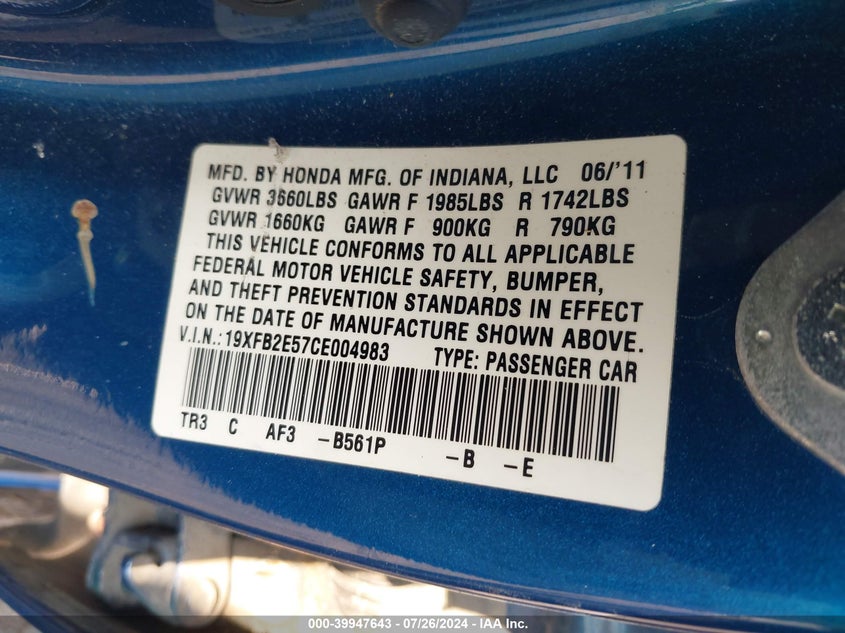 MFD. BY HONDA MFG. OF INDIANA, LLC 06/'11
GVWR 3660LBS GAWR F 1985LBS R 1742LBS
GVWR 1660KG GAWR F 900KG R 790KG
THIS VEHICLE CONFORMS TO ALL APPLICABLE
FEDERAL MOTOR VEHICLE SAFETY, BUMPER,
AND THEFT PREVENTION STANDARDS IN EFFECT
ON THE DATE OF MANUFACTURE SHOWN ABOVE.
V.I.N.:19XFB2E57CE004983 TYPE: PASSENGER CAR
TR3 C AF3 -B561P -B -E
000-39947643 / 07/26/2024 - IAA Inc.